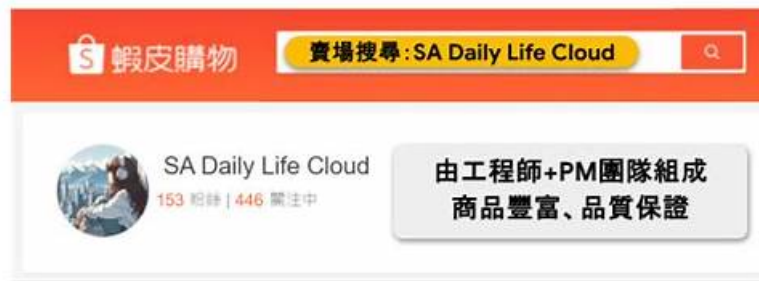 蝦皮購物
賣場搜尋:SA Daily Life Cloud
SA Daily Life Cloud
153 粉絲 | 446 關注中
由工程師+PM團隊組成
商品豐富、品質保證